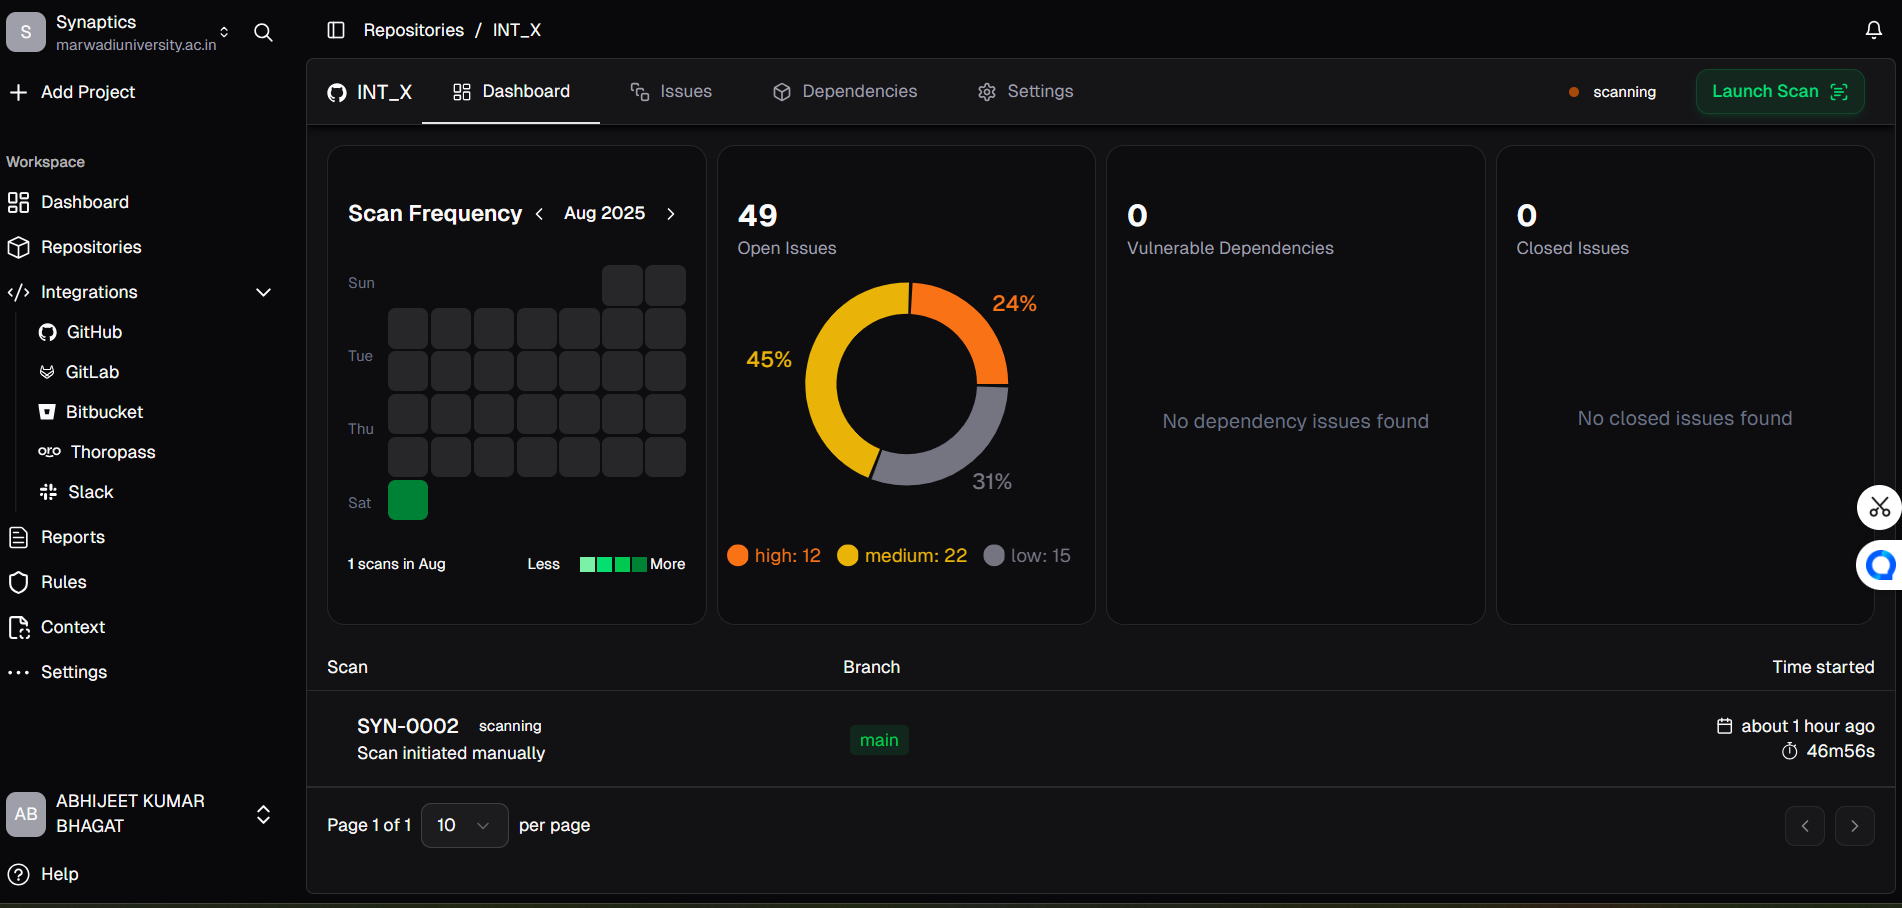 S
Synaptics
marwadiuniversity.ac.in
Add Project
Workspace
Dashboard
Repositories
Integrations
GitHub
GitLab
Bitbucket
oro Thoropass
Slack
Reports
Rules
Context
Settings
AB
ABHIJEET KUMAR
BHAGAT
Help
Repositories / INT_X
INT_X
Dashboard
Issues
Dependencies
Settings
scanning
Launch Scan
Scan Frequency
Aug 2025
Sun
Tue
Thu
Sat
1 scans in Aug
Less
More
49
Open Issues
24%
45%
31%
high: 12
medium: 22
low: 15
0
Vulnerable Dependencies
No dependency issues found
0
Closed Issues
No closed issues found
Scan
Branch
Time started
SYN-0002 scanning
Scan initiated manually
main
about 1 hour ago
46m56s
Page 1 of 1
10
per page